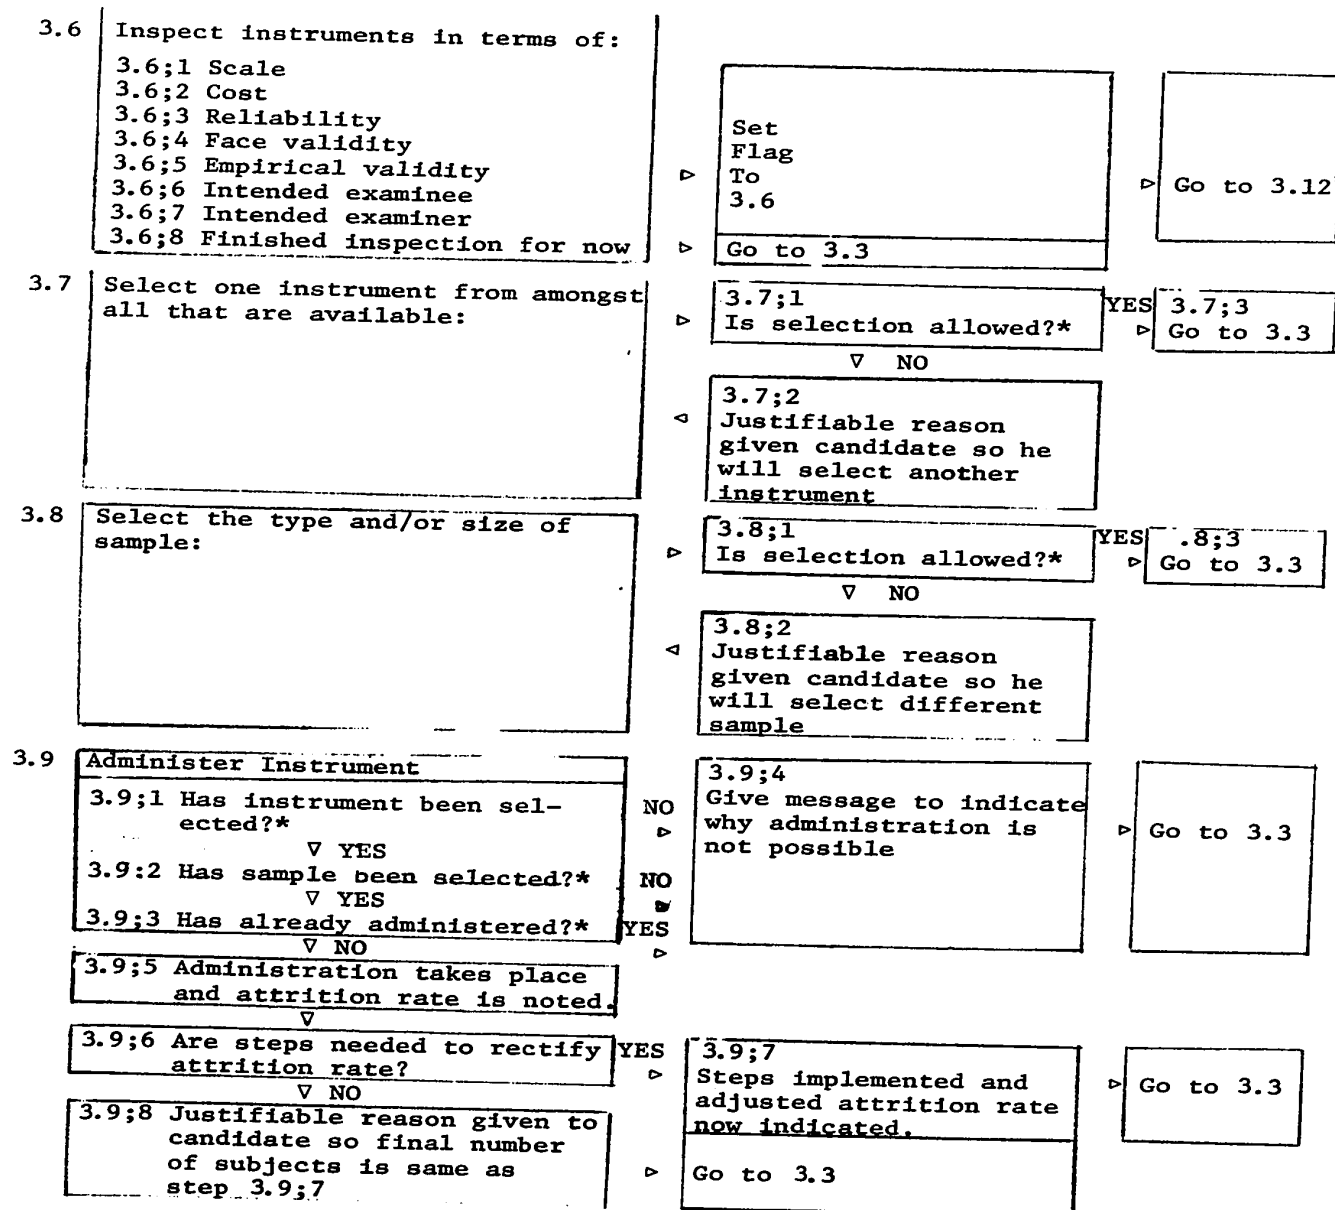 3.6 Inspect instruments in terms of:
3.6;1 Scale
3.6;2 Cost
3.6;3 Reliability
3.6;4 Face validity
3.6;5 Empirical validity
3.6;6 Intended examinee
3.6;7 Intended examiner
3.6;8 Finished inspection for now
Set
Flag
To
3.6
Go to 3.3
Go to 3.12
3.7 Select one instrument from amongst
all that are available:
3.7;1
Is selection allowed?*
YES
3.7;3
Go to 3.3
NO
3.7;2
Justifiable reason
given candidate so he
will select another
instrument
3.8 Select the type and/or size of
sample:
3.8;1
Is selection allowed?*
YES
.8;3
Go to 3.3
NO
3.8;2
Justifiable reason
given candidate so he
will select different
sample
3.9 Administer Instrument
3.9;1 Has instrument been sel-
ected?*
NO
YES
3.9:2 Has sample been selected?*
NO
YES
3.9;3 Has already administered?*
YES
NO
3.9;4
Give message to indicate
why administration is
not possible
Go to 3.3
3.9;5 Administration takes place
and attrition rate is noted.
3.9;6 Are steps needed to rectify
attrition rate?
YES
NO
3.9;7
Steps implemented and
adjusted attrition rate
now indicated.
Go to 3.3
Go to 3.3
3.9;8 Justifiable reason given to
candidate so final number
of subjects is same as
step 3.9;7